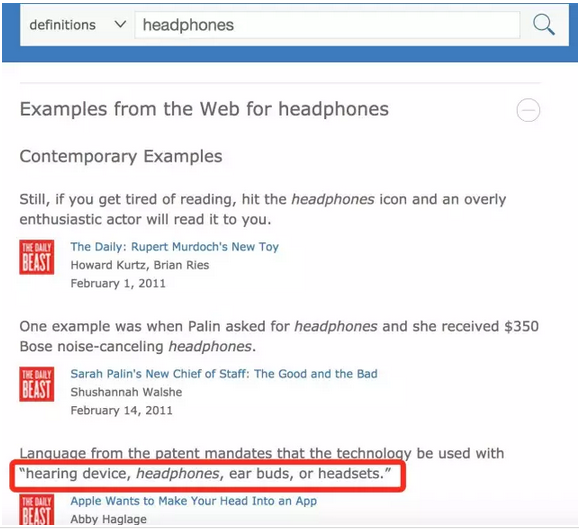 definitions headphones
Examples from the Web for headphones
Contemporary Examples
Still, if you get tired of reading, hit the headphones icon and an overly
enthusiastic actor will read it to you.
THE DAILY
BEAST
The Daily: Rupert Murdoch's New Toy
Howard Kurtz, Brian Ries
February 1, 2011
One example was when Palin asked for headphones and she received $350
Bose noise-canceling headphones.
THE DAILY
BEAST
Sarah Palin's New Chief of Staff: The Good and the Bad
Shushannah Walshe
February 14, 2011
Language from the patent mandates that the technology be used with
“hearing device, headphones, ear buds, or headsets.”
THE DAILY
BEAST
Apple Wants to Make Your Head Into an App
Abby Haglage